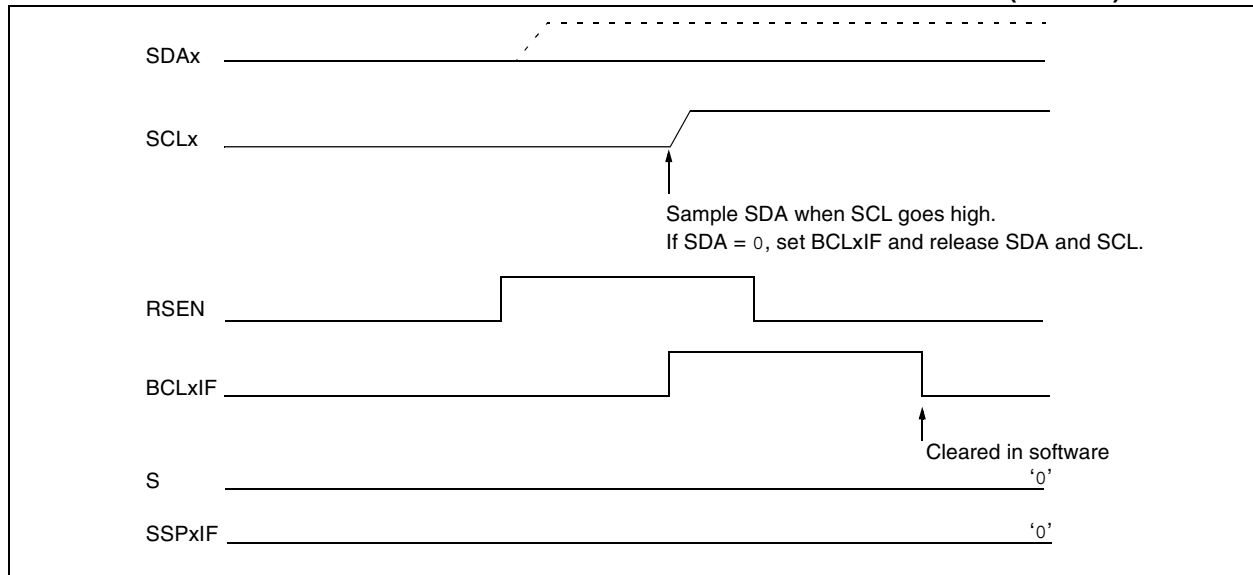 SDAx
SCLx
Sample SDA when SCL goes high.
If SDA = 0, set BCLxIF and release SDA and SCL.
RSEN
BCLxIF
Cleared in software
S
‘0’
SSPxIF
‘0’